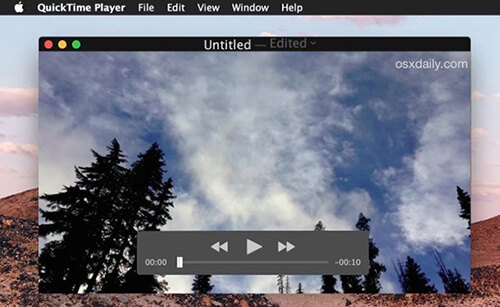 QuickTime Player File Edit View Window Help
Untitled — Edited
osxdaily.com
00:00 -00:10